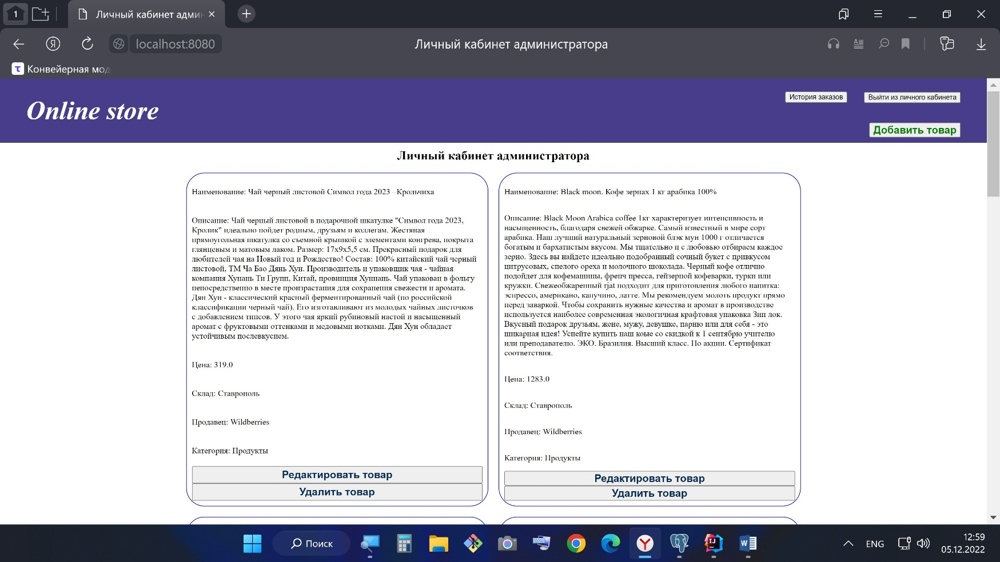 1
Личный кабинет админ
localhost:8080
Личный кабинет администратора
Конвейерная мод
Online store
История заказов
Выйти из личного кабинета
Добавить товар
Личный кабинет администратора
Наименование: Чай черный листовой Символ года 2023 –Крольчиха
Описание: Чай черный листовой в подарочной шкатулке "Символ года 2023,
Кролик" идеально пойдет родным, друзьям и коллегам. Жестяная
прямоугольная шкатулка со съемной крышкой с элементами конгрева, покрыта
глянцевым и матовым лаком. Размер: 17х9х5,5 см. Прекрасный подарок для
любителей чая на Новый год и Рождество! Состав: 100% китайский чай черный
листовой, ТМ Ча Бао Дянь Хун. Производитель и упаковщик чая - чайная
компания Хунань Ти Групп, Китай, провинция Хуннань. Чай упакован в фольгу
непосредственно в месте произрастания для сохранения свежести и аромата.
Дян Хун - классический красный ферментированный чай (по российской
классификации черный чай). Его изготавливают из молодых чайных листочков
с добавлением типсов. У этого чая яркий рубиновый настой и насыщенный
аромат с фруктовыми оттенками и медовыми нотками. Дян Хун обладает
устойчивым послевкусием.
Цена: 319.0
Склад: Ставрополь
Продавец: Wildberries
Категория: Продукты
Редактировать товар
Удалить товар
Наименование: Black moon. Кофе зернах 1 кг арабика 100%
Описание: Black Moon Arabica coffee 1кг характеризует интенсивность и
насыщенность, благодаря свежей обжарке. Самый известный в мире сорт
арабика. Наш лучший натуральный зерновой блэк мун 1000 г отличается
богатым и бархатистым вкусом. Мы тщательно и с любовью отбираем каждое
зерно. Здесь вы найдете идеально подобранный сочный букет с привкусом
цитрусовых, спелого ореха и молочного шоколада. Черный кофе отлично
подойдет для кофемашины, френч пресса, гейзерной кофеварки, турки или
кружки. Свежеобжаренный rjat подходит для приготовления любого напитка:
эспрессо, американо, капучино, латте. Мы рекомендуем молоть продукт прямо
перед заваркой. Чтобы сохранить нужные качества и аромат в производстве
используется наиболее современная экологичная крафтовая упаковка Зип лок.
Вкусный подарок друзьям, жене, мужу, девушке, парню или для себя - это
шикарная идея! Успейте купить наш коые со скидкой к 1 сентябрю учителю
или преподавателю. ЭКО. Бразилия. Высший класс. По акции. Сертификат
соответствия.
Цена: 1283.0
Склад: Ставрополь
Продавец: Wildberries
Категория: Продукты
Редактировать товар
Удалить товар
Поиск
ENG
12:59
05.12.2022